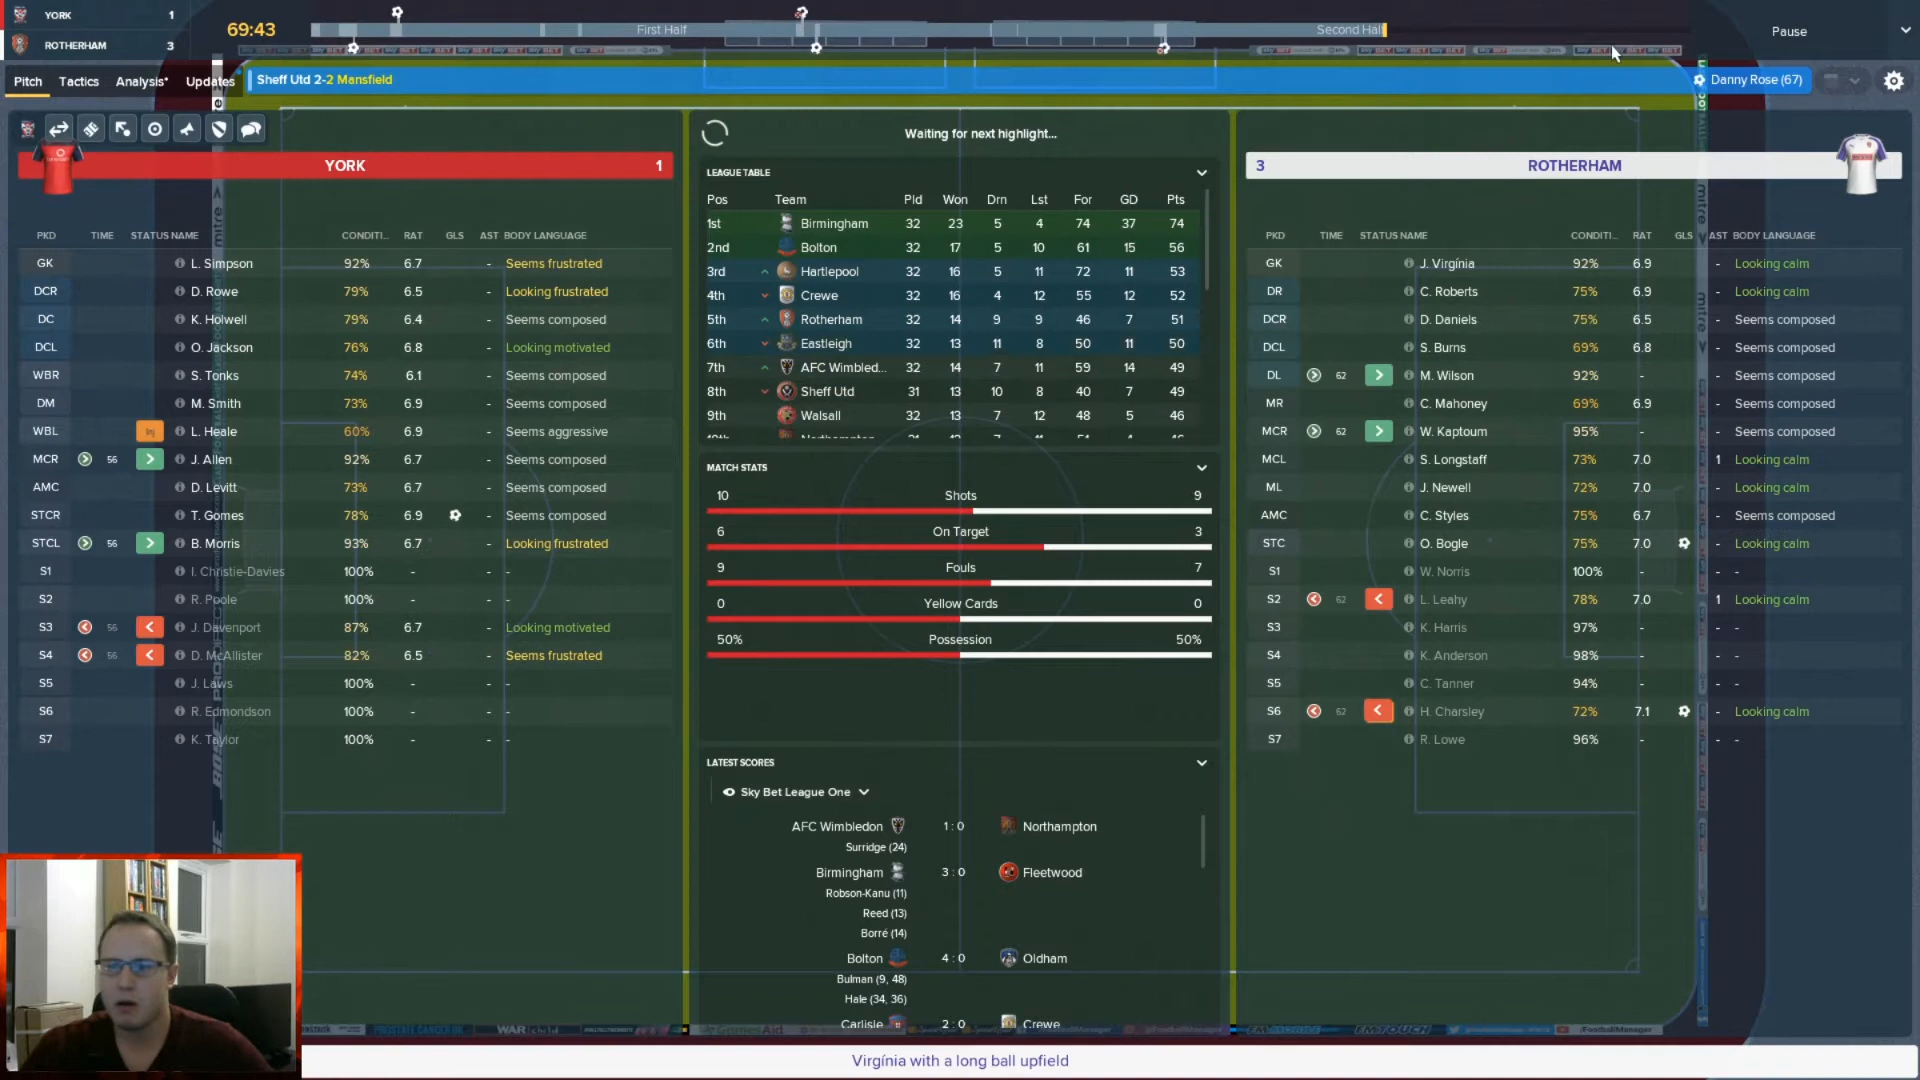 YORK 1
ROTHERHAM 3
69:43
First Half
Second Half
Pause
Pitch Tactics Analysis* Updates
Sheff Utd 2-2 Mansfield
Danny Rose (67)
YORK 1
PKD TIME STATUS NAME CONDITI... RAT GLS AST BODY LANGUAGE
GK L. Simpson 92% 6.7 - Seems frustrated
DCR D. Rowe 79% 6.5 - Looking frustrated
DC K. Holwell 79% 6.4 - Seems composed
DCL O. Jackson 76% 6.8 - Looking motivated
WBR S. Tonks 74% 6.1 - Seems composed
DM M. Smith 73% 6.9 - Seems composed
WBL Inj L. Heale 60% 6.9 - Seems aggressive
MCR 56 J. Allen 92% 6.7 - Seems composed
AMC D. Levitt 73% 6.7 - Seems composed
STCR T. Gomes 78% 6.9 - Seems composed
STCL 56 B. Morris 93% 6.7 - Looking frustrated
S1 I. Christie-Davies 100% - - -
S2 R. Poole 100% - - -
S3 56 J. Davenport 87% 6.7 - Looking motivated
S4 56 D. McAllister 82% 6.5 - Seems frustrated
S5 J. Laws 100% - - -
S6 R. Edmondson 100% - - -
S7 K. Taylor 100% - - -
Waiting for next highlight...
LEAGUE TABLE
Pos Team Pld Won Drn Lst For GD Pts
1st Birmingham 32 23 5 4 74 37 74
2nd Bolton 32 17 5 10 61 15 56
3rd Hartlepool 32 16 5 11 72 11 53
4th Crewe 32 16 4 12 55 12 52
5th Rotherham 32 14 9 9 46 7 51
6th Eastleigh 32 13 11 8 50 11 50
7th AFC Wimbled... 32 14 7 11 59 14 49
8th Sheff Utd 31 13 10 8 40 7 49
9th Walsall 32 13 7 12 48 5 46
MATCH STATS
10 Shots 9
6 On Target 3
9 Fouls 7
0 Yellow Cards 0
50% Possession 50%
LATEST SCORES
Sky Bet League One
AFC Wimbledon 1 : 0 Northampton
Surridge (24)
Birmingham 3 : 0 Fleetwood
Robson-Kanu (11)
Reed (13)
Borré (14)
Bolton 4 : 0 Oldham
Bulman (9, 48)
Hale (34, 36)
Carlisle 2 : 0 Crewe
3 ROTHERHAM
PKD TIME STATUS NAME CONDITI... RAT GLS AST BODY LANGUAGE
GK J. Virgínia 92% 6.9 - Looking calm
DR C. Roberts 75% 6.9 - Looking calm
DCR D. Daniels 75% 6.5 - Seems composed
DCL S. Burns 69% 6.8 - Seems composed
DL 62 M. Wilson 92% - - Seems composed
MR C. Mahoney 69% 6.9 - Seems composed
MCR 62 W. Kaptoum 95% - - Seems composed
MCL S. Longstaff 73% 7.0 1 Looking calm
ML J. Newell 72% 7.0 - Looking calm
AMC C. Styles 75% 6.7 - Seems composed
STC O. Bogle 75% 7.0 - Looking calm
S1 W. Norris 100% - - -
S2 62 L. Leahy 78% 7.0 1 Looking calm
S3 K. Harris 97% - - -
S4 K. Anderson 98% - - -
S5 C. Tanner 94% - - -
S6 62 H. Charsley 72% 7.1 - Looking calm
S7 R. Lowe 96% - - -
Virgínia with a long ball upfield